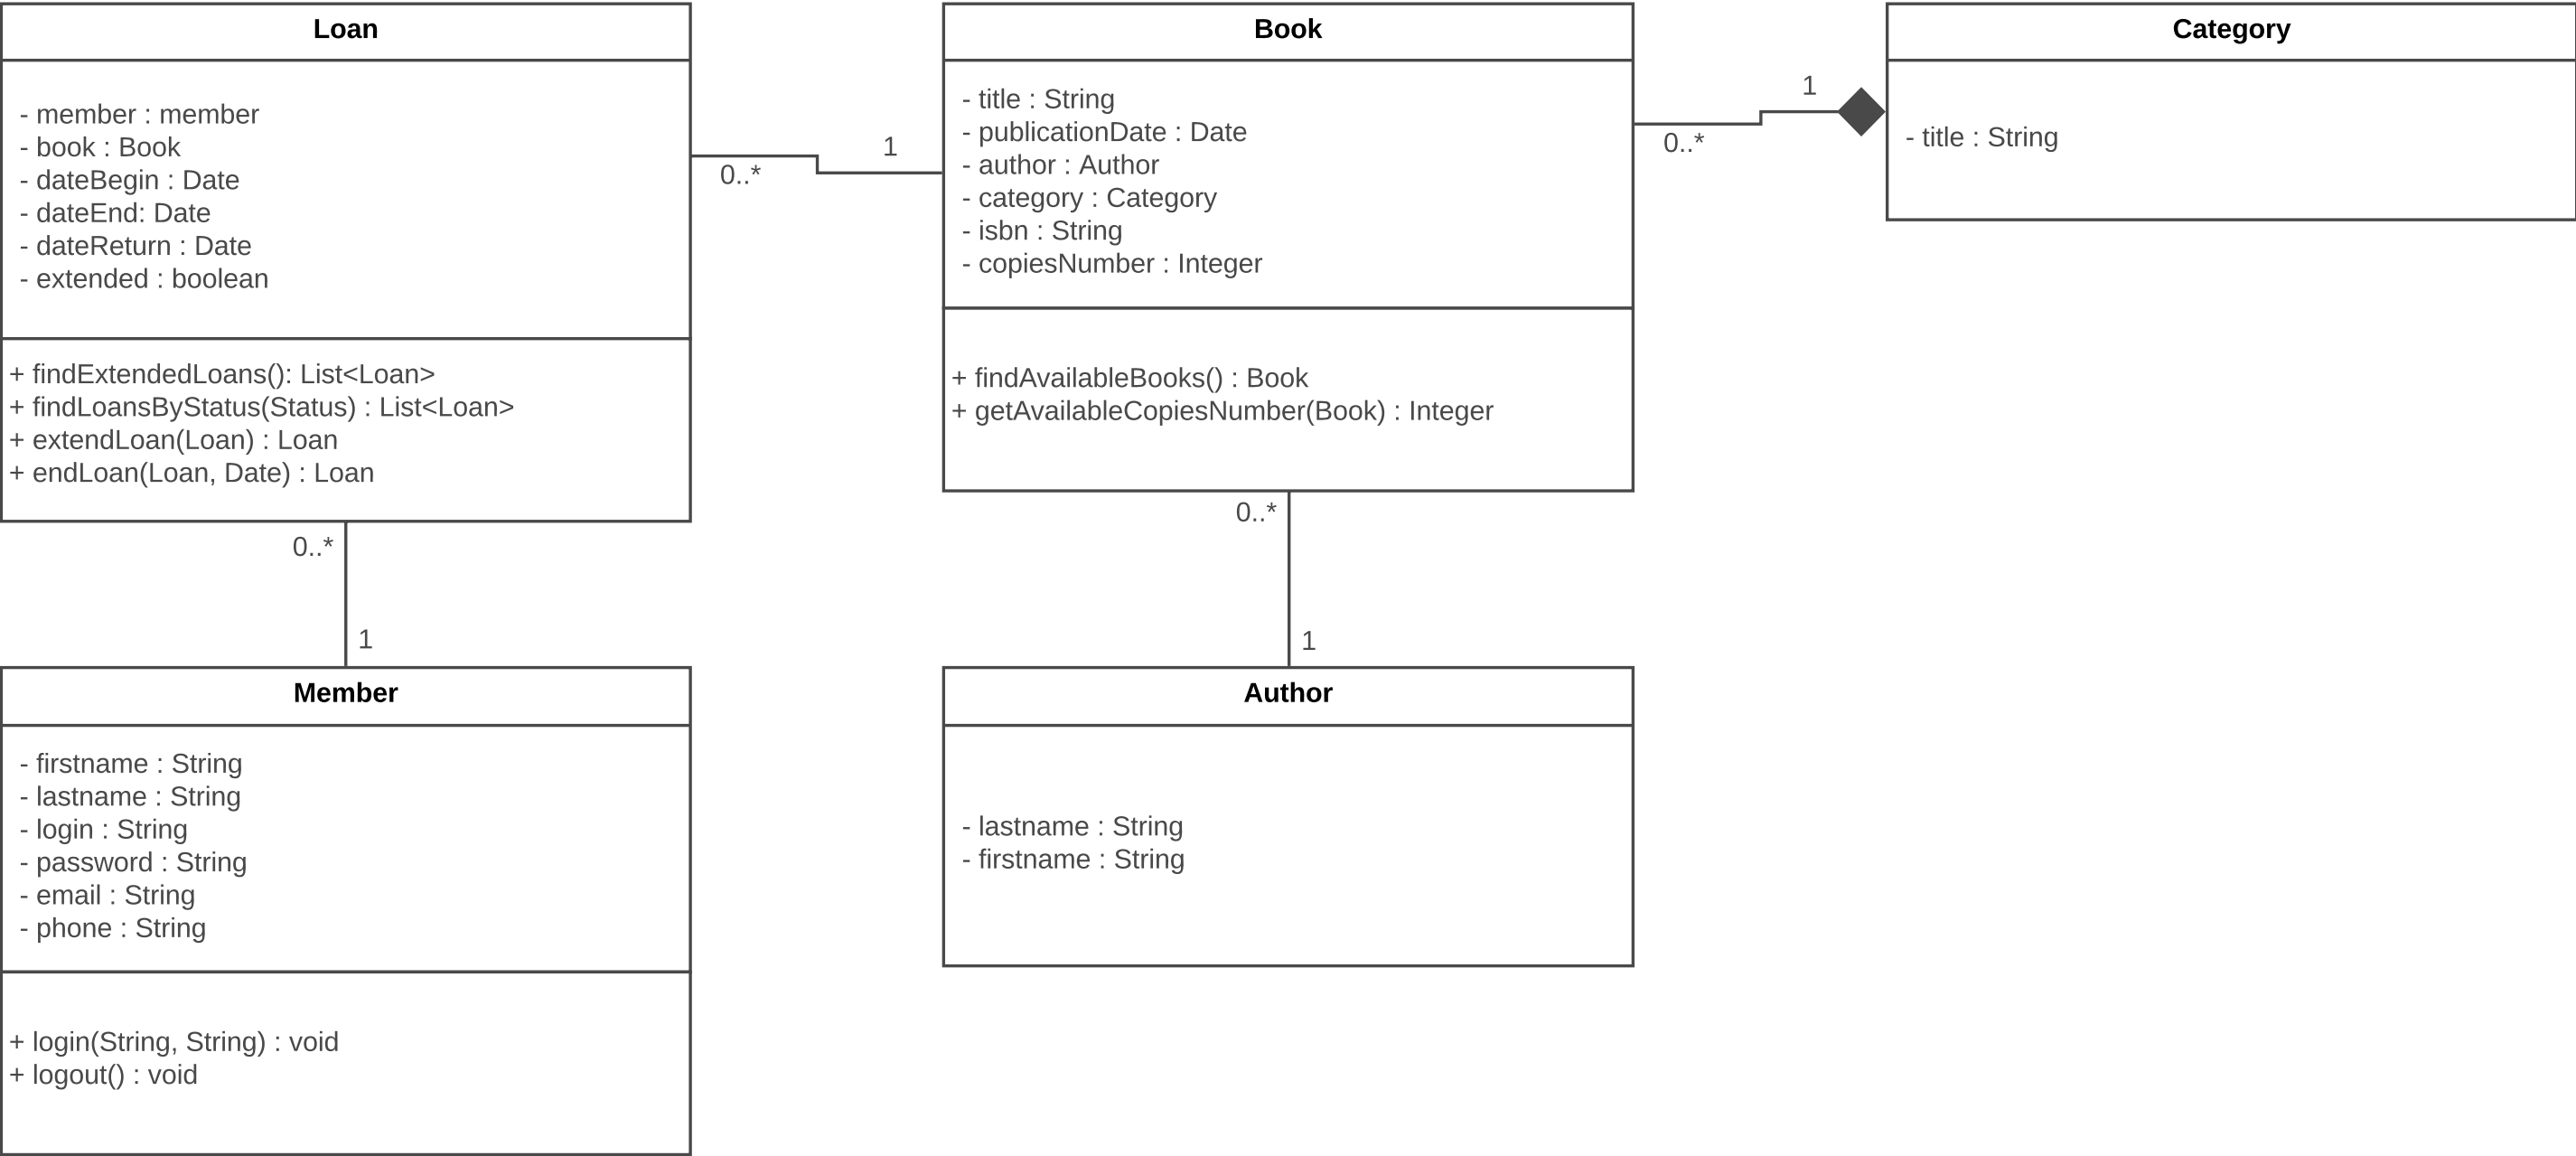 Loan
- member : member
- book : Book
- dateBegin : Date
- dateEnd: Date
- dateReturn : Date
- extended : boolean
+ findExtendedLoans(): List<Loan>
+ findLoansByStatus(Status) : List<Loan>
+ extendLoan(Loan) : Loan
+ endLoan(Loan, Date) : Loan
0..*
1
Book
- title : String
- publicationDate : Date
- author : Author
- category : Category
- isbn : String
- copiesNumber : Integer
+ findAvailableBooks() : Book
+ getAvailableCopiesNumber(Book) : Integer
0..*
1
Category
- title : String
0..*
1
Member
- firstname : String
- lastname : String
- login : String
- password : String
- email : String
- phone : String
+ login(String, String) : void
+ logout() : void
0..*
1
Author
- lastname : String
- firstname : String